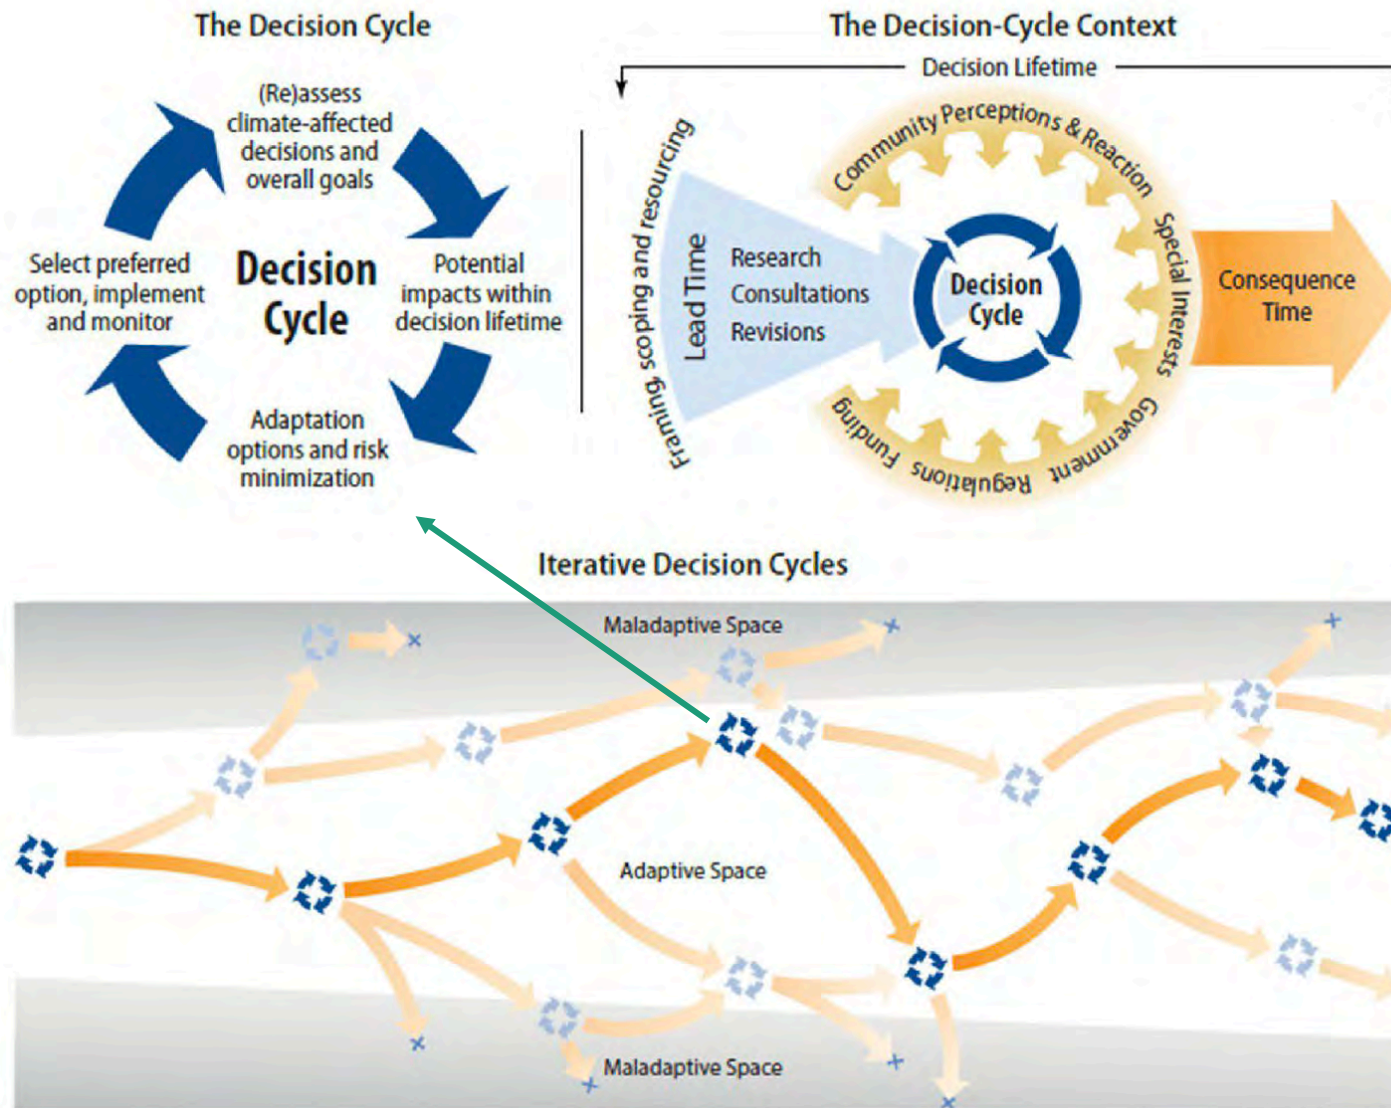 The Decision Cycle
(Re)assess
climate-affected
decisions and
overall goals
Select preferred
option, implement
and monitor
Decision
Cycle
Potential
impacts within
decision lifetime
Adaptation
options and risk
minimization
The Decision-Cycle Context
Decision Lifetime
Framing scoping and resourcing
Lead Time
Research
Consultations
Revisions
Community Perceptions & Reaction
Special Interests
Government Regulations Funding
Decision
Cycle
Consequence
Time
Iterative Decision Cycles
Maladaptive Space
Adaptive Space
Maladaptive Space